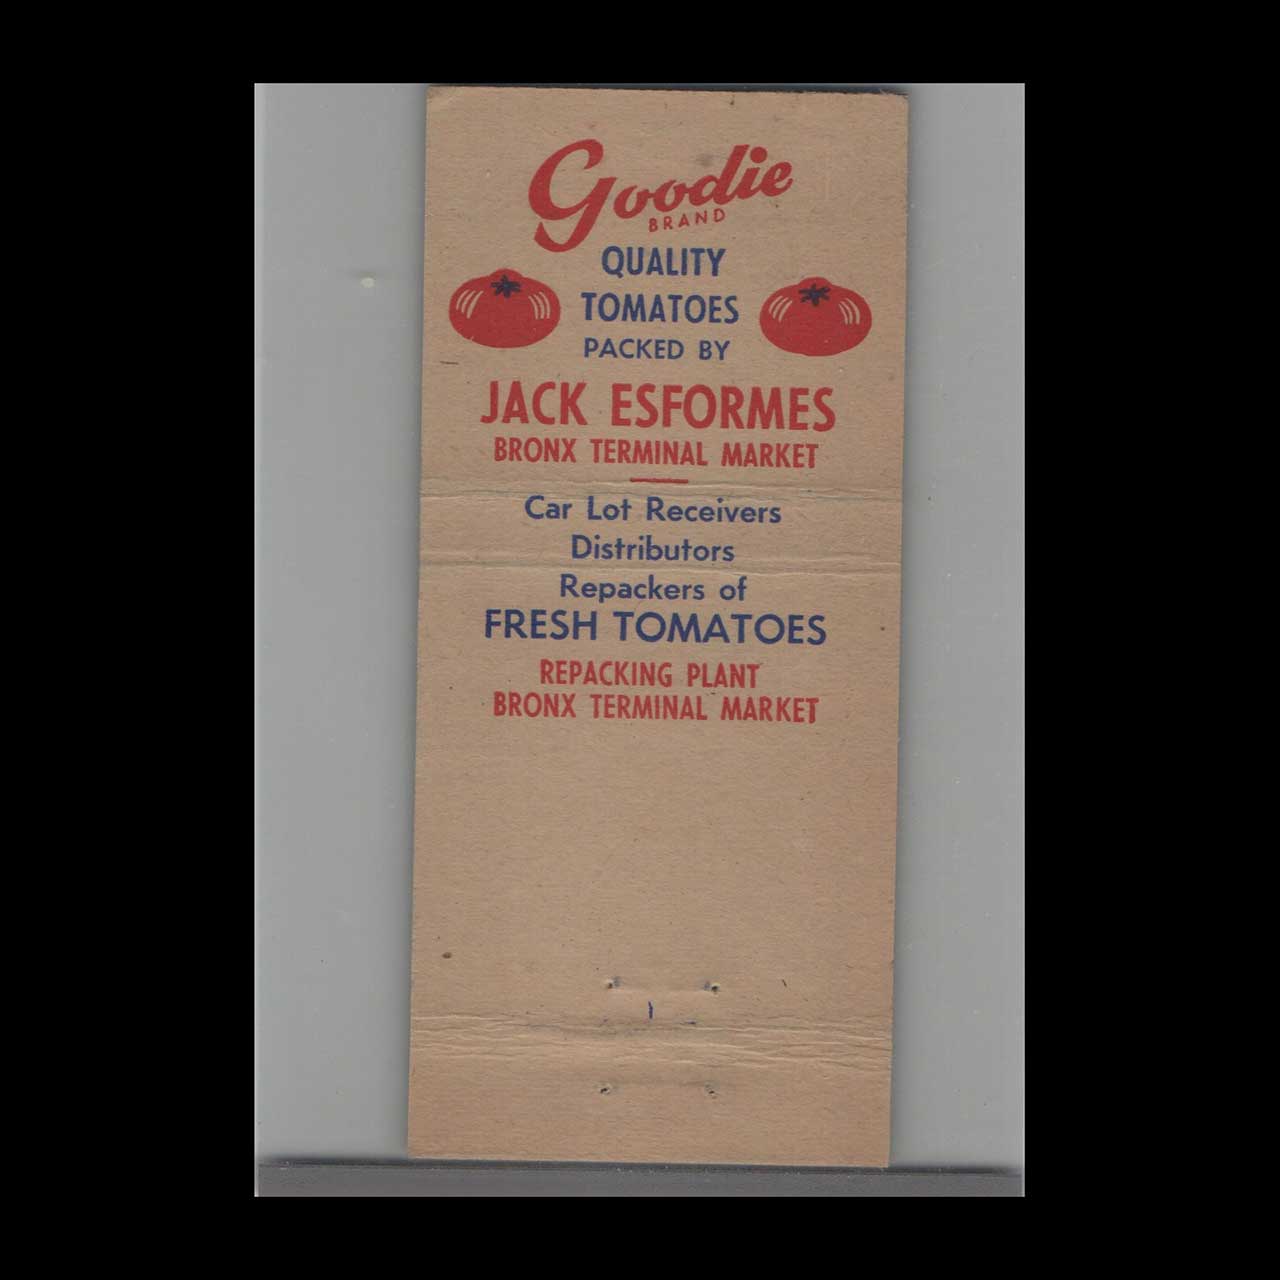 Goodie
BRAND
QUALITY
TOMATOES
PACKED BY
JACK ESFORMES
BRONX TERMINAL MARKET
Car Lot Receivers
Distributors
Repackers of
FRESH TOMATOES
REPACKING PLANT
BRONX TERMINAL MARKET